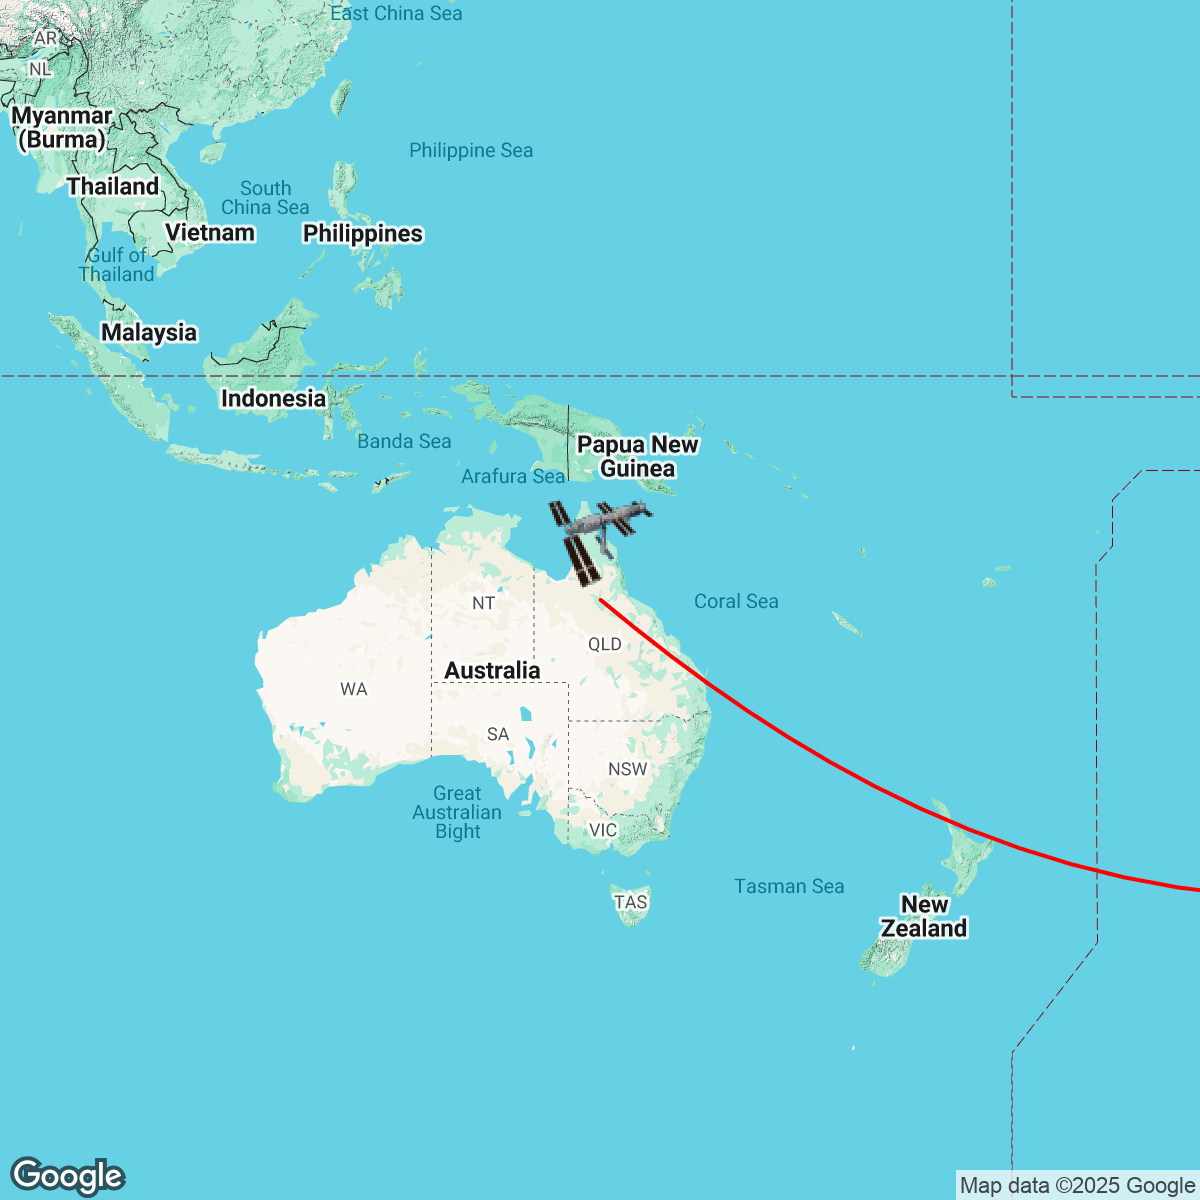 East China Sea
AR
NL
Myanmar
(Burma)
Philippine Sea
Thailand
South
China Sea
Vietnam
Philippines
Gulf of
Thailand
Malaysia
Indonesia
Banda Sea
Papua New
Guinea
Arafura Sea
NT
Coral Sea
QLD
Australia
WA
SA
NSW
Great
Australian
Bight
VIC
Tasman Sea
TAS
New
Zealand
Google
Map data ©2025 Google